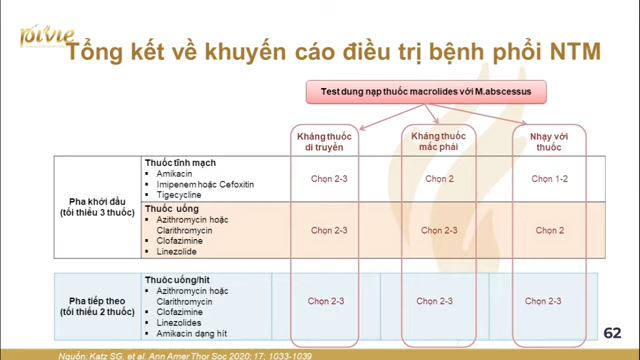 pivie
Tổng kết về khuyến cáo điều trị bệnh phổi NTM
Test dung nạp thuốc macrolides với M.abscessus
Kháng thuốc
di truyền
Kháng thuốc
mắc phải
Nhạy với
thuốc
Pha khởi đầu
(tối thiểu 3 thuốc)
Thuốc tĩnh mạch
▪ Amikacin
▪ Imipenem hoặc Cefoxitin
▪ Tigecycline
Chọn 2-3
Chọn 2
Chọn 1-2
Thuốc uống
▪ Azithromycin hoặc
Clarithromycin
▪ Clofazimine
▪ Linezolide
Chọn 2-3
Chọn 2-3
Chọn 2
Pha tiếp theo
(tối thiểu 2 thuốc)
Thuốc uống/hít
▪ Azithromycin hoặc
Clarithromycin
▪ Clofazimine
▪ Linezolides
▪ Amikacin dạng hít
Chọn 2-3
Chọn 2-3
Chọn 2-3
62
Nguồn: Katz SG. et al. Ann Amer Thor Soc 2020; 17. 1033-1039